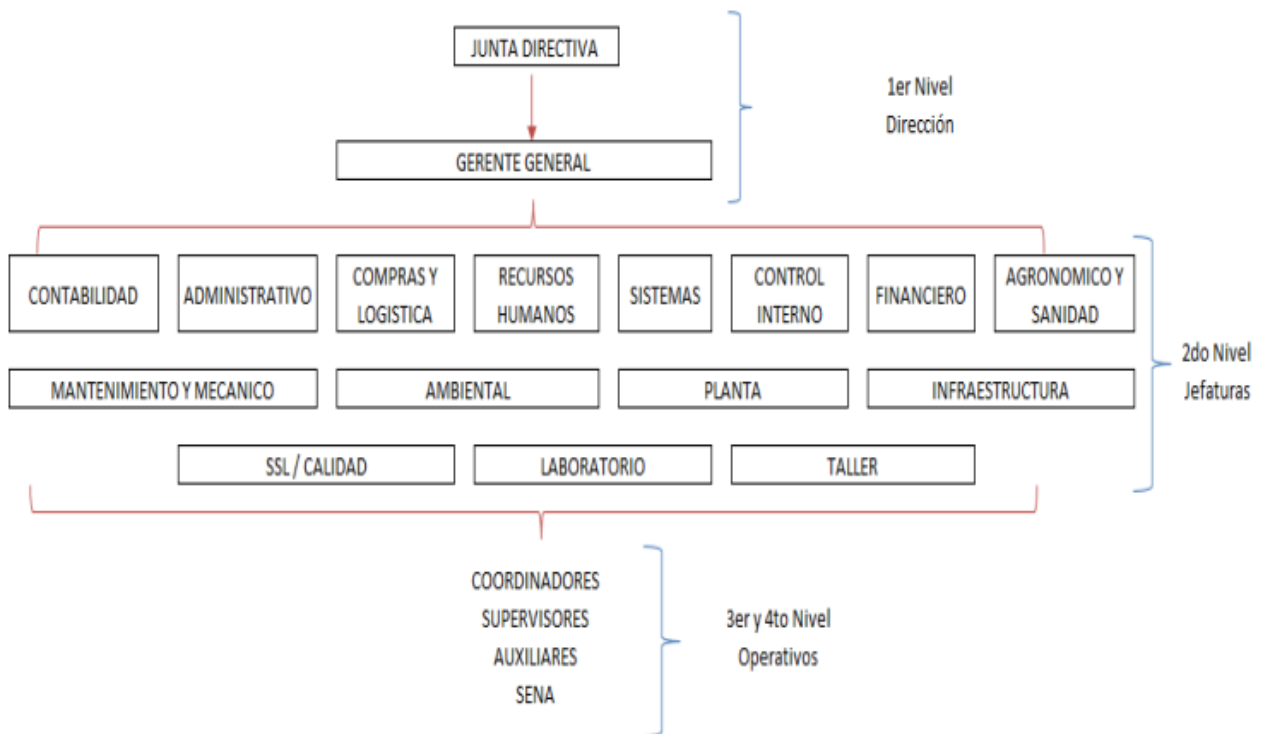 JUNTA DIRECTIVA
1er Nivel
Dirección
GERENTE GENERAL
CONTABILIDAD
ADMINISTRATIVO
COMPRAS Y
LOGISTICA
RECURSOS
HUMANOS
SISTEMAS
CONTROL
INTERNO
FINANCIERO
AGRONOMICO Y
SANIDAD
MANTENIMIENTO Y MECANICO
AMBIENTAL
PLANTA
INFRAESTRUCTURA
2do Nivel
Jefaturas
SSL / CALIDAD
LABORATORIO
TALLER
COORDINADORES
SUPERVISORES
AUXILIARES
SENA
3er y 4to Nivel
Operativos